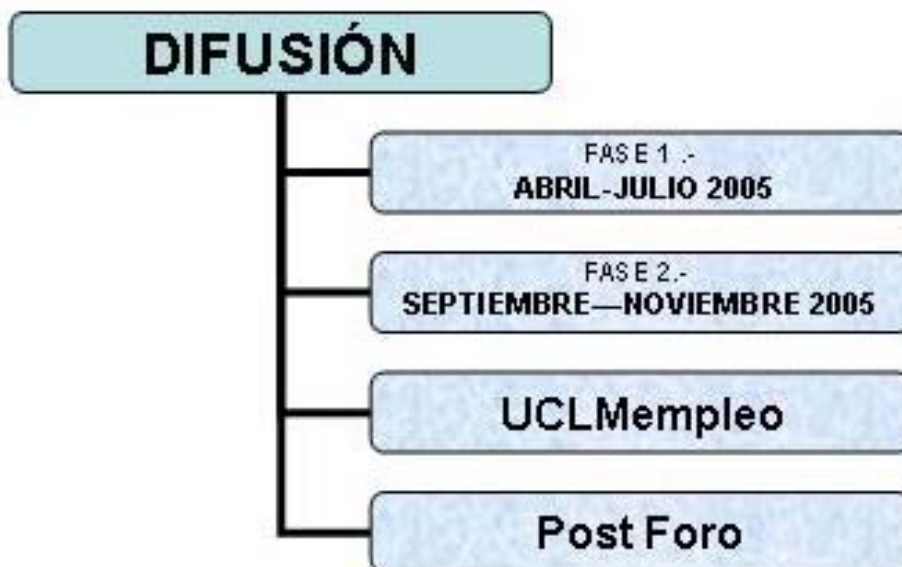 DIFUSIÓN
FASE 1.-
ABRIL-JULIO 2005
FASE 2.-
SEPTIEMBRE—NOVIEMBRE 2005
UCLMempleo
Post Foro